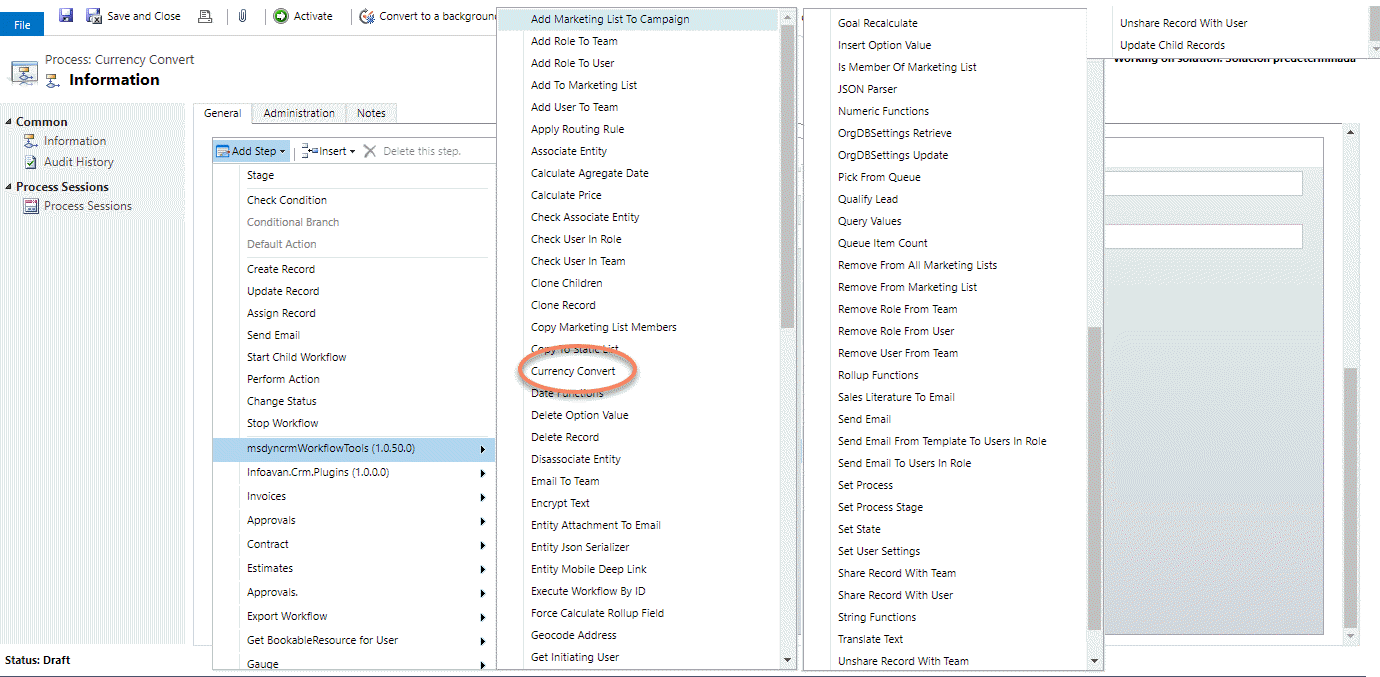 File
Save and Close
Activate
Convert to a background
Process: Currency Convert
Information
Working on solution: Solución predeterminada
Common
Information
Audit History
Process Sessions
Process Sessions
General
Administration
Notes
Add Step
Insert
Delete this step.
Stage
Check Condition
Conditional Branch
Default Action
Create Record
Update Record
Assign Record
Send Email
Start Child Workflow
Perform Action
Change Status
Stop Workflow
msdyncrmWorkflowTools (1.0.50.0)
Infoavan.Crm.Plugins (1.0.0.0)
Invoices
Approvals
Contract
Estimates
Approvals.
Export Workflow
Get BookableResource for User
Gauge
Add Marketing List To Campaign
Add Role To Team
Add Role To User
Add To Marketing List
Add User To Team
Apply Routing Rule
Associate Entity
Calculate Agregate Date
Calculate Price
Check Associate Entity
Check User In Role
Check User In Team
Clone Children
Clone Record
Copy Marketing List Members
Copy To Static List
Currency Convert
Date Functions
Delete Option Value
Delete Record
Disassociate Entity
Email To Team
Encrypt Text
Entity Attachment To Email
Entity Json Serializer
Entity Mobile Deep Link
Execute Workflow By ID
Force Calculate Rollup Field
Geocode Address
Get Initiating User
Goal Recalculate
Insert Option Value
Is Member Of Marketing List
JSON Parser
Numeric Functions
OrgDBSettings Retrieve
OrgDBSettings Update
Pick From Queue
Qualify Lead
Query Values
Queue Item Count
Remove From All Marketing Lists
Remove From Marketing List
Remove Role From Team
Remove Role From User
Remove User From Team
Rollup Functions
Sales Literature To Email
Send Email
Send Email From Template To Users In Role
Send Email To Users In Role
Set Process
Set Process Stage
Set State
Set User Settings
Share Record With Team
Share Record With User
String Functions
Translate Text
Unshare Record With Team
Unshare Record With User
Update Child Records
Status: Draft